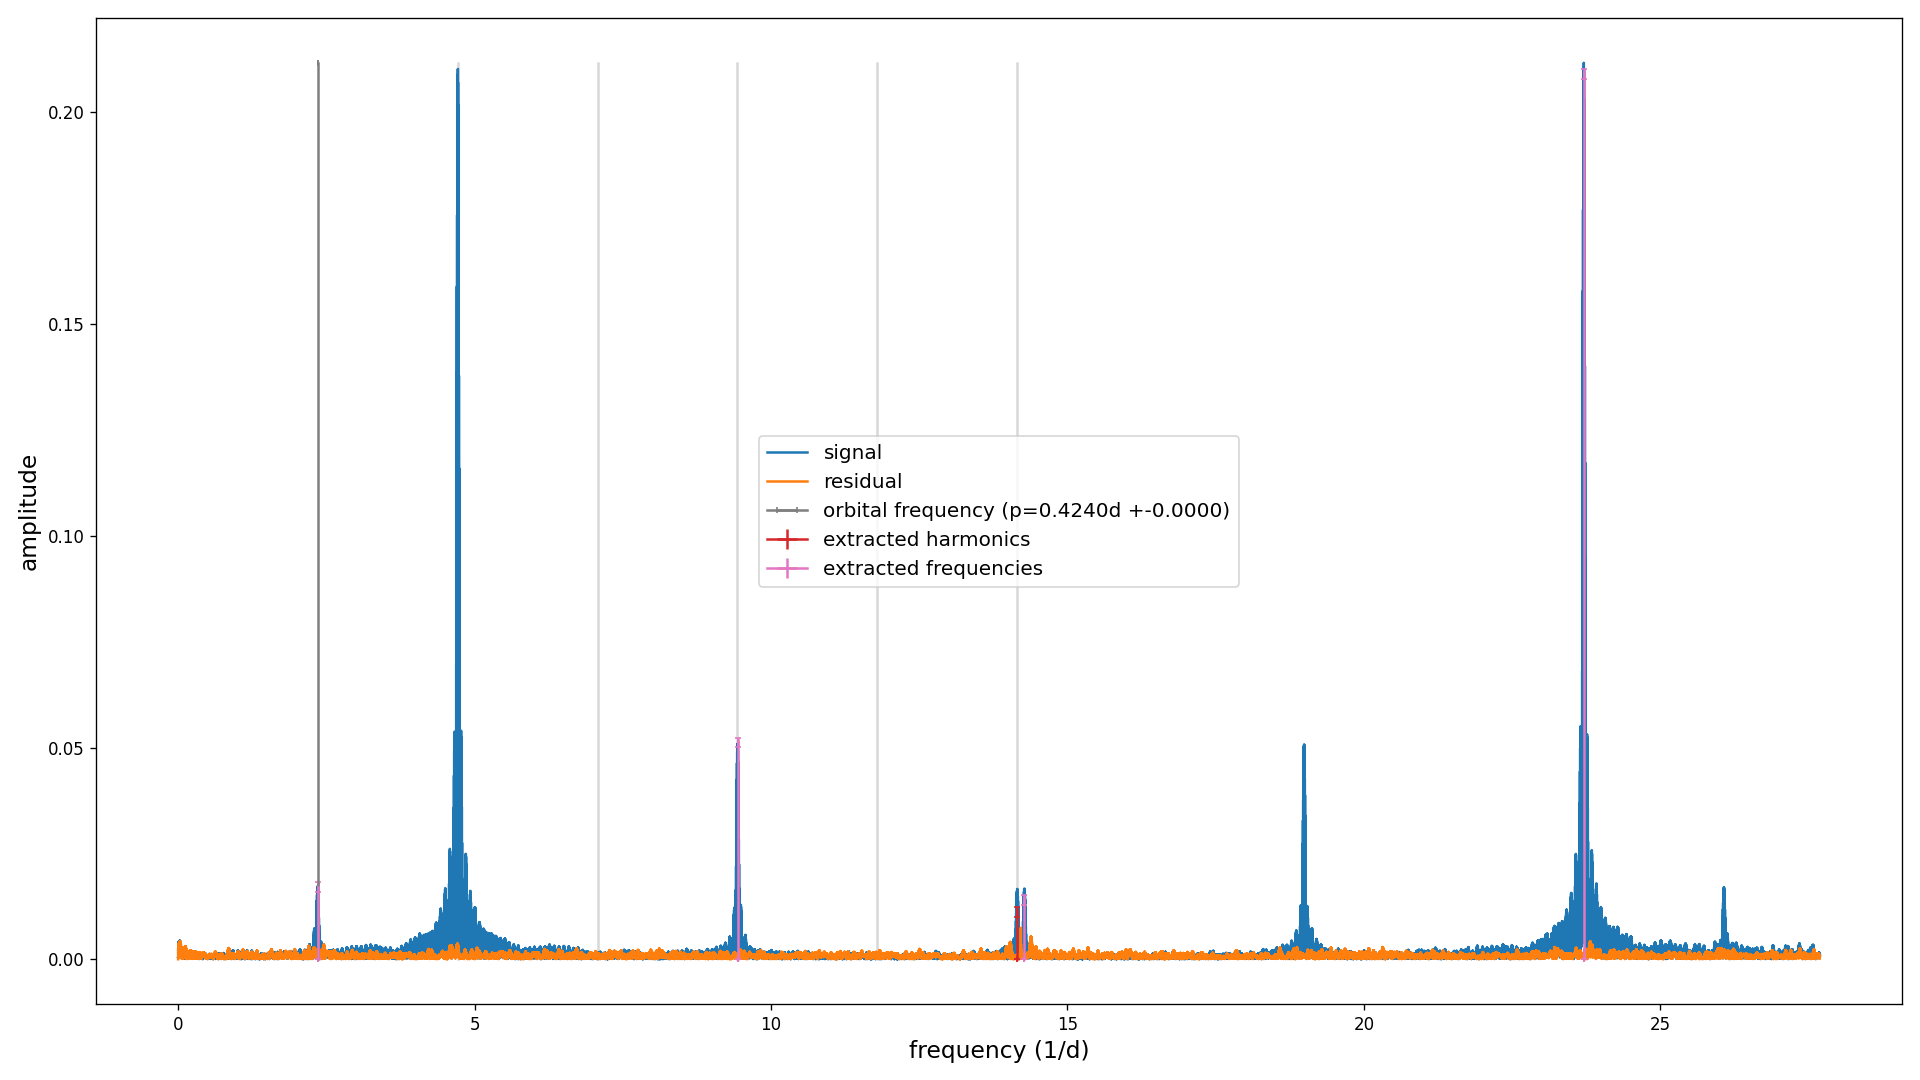 0.20
0.15
0.10
0.05
0.00
amplitude
signal
residual
orbital frequency (p=0.4240d +-0.0000)
extracted harmonics
extracted frequencies
0 5 10 15 20 25
frequency (1/d)